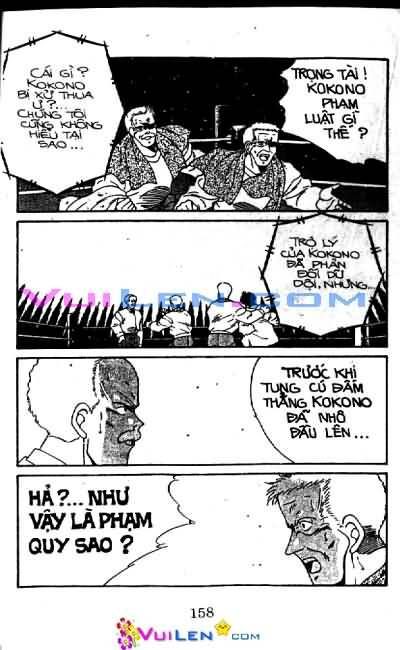 CÁI GÌ?
KOKONO
BỊ XỬ THUA
Ư?...
CHÚNG TÔI
CŨNG KHÔNG
HIỂU TẠI
SAO...
TRỌNG TÀI!
KOKONO
PHẠM
LUẬT GÌ
THẾ?
TRỢ LÝ
CỦA KOKONO
ĐÃ PHẢN
ĐỐI DỮ
DỘI, NHƯNG...
VUILEN.COM
TRƯỚC KHI
TUNG CÚ ĐẤM
THẰNG KOKONO
ĐÃ NHÔ
ĐẦU LÊN...
HẢ?... NHƯ
VẬY LÀ PHẠM
QUY SAO?
158
VUILEN.COM